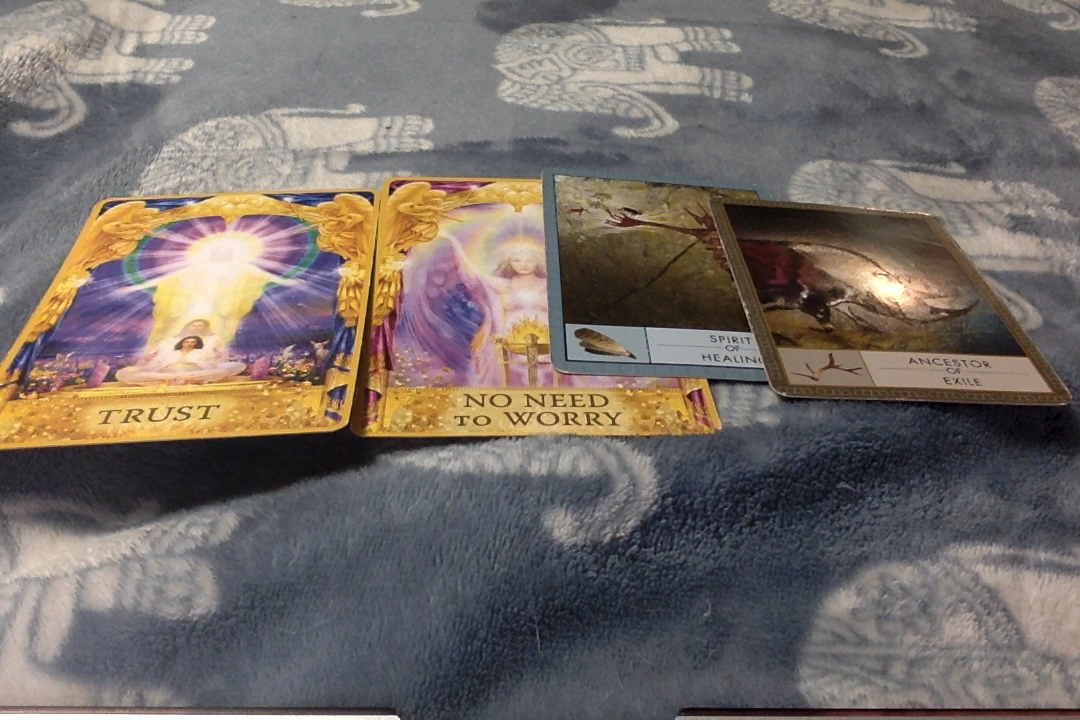 TRUST
NO NEED
TO WORRY
SPIRIT
OF
HEALING
ANCESTOR
OF
EXILE